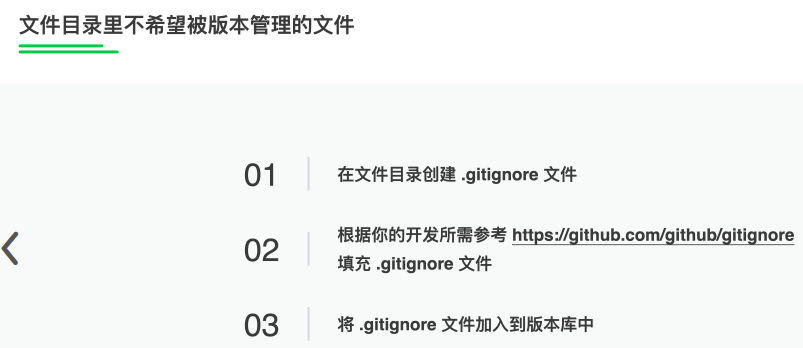 文件目录里不希望被版本管理的文件
01
在文件目录创建 .gitignore 文件
02
根据你的开发所需参考 https://github.com/github/gitignore
填充 .gitignore 文件
03
将 .gitignore 文件加入到版本库中